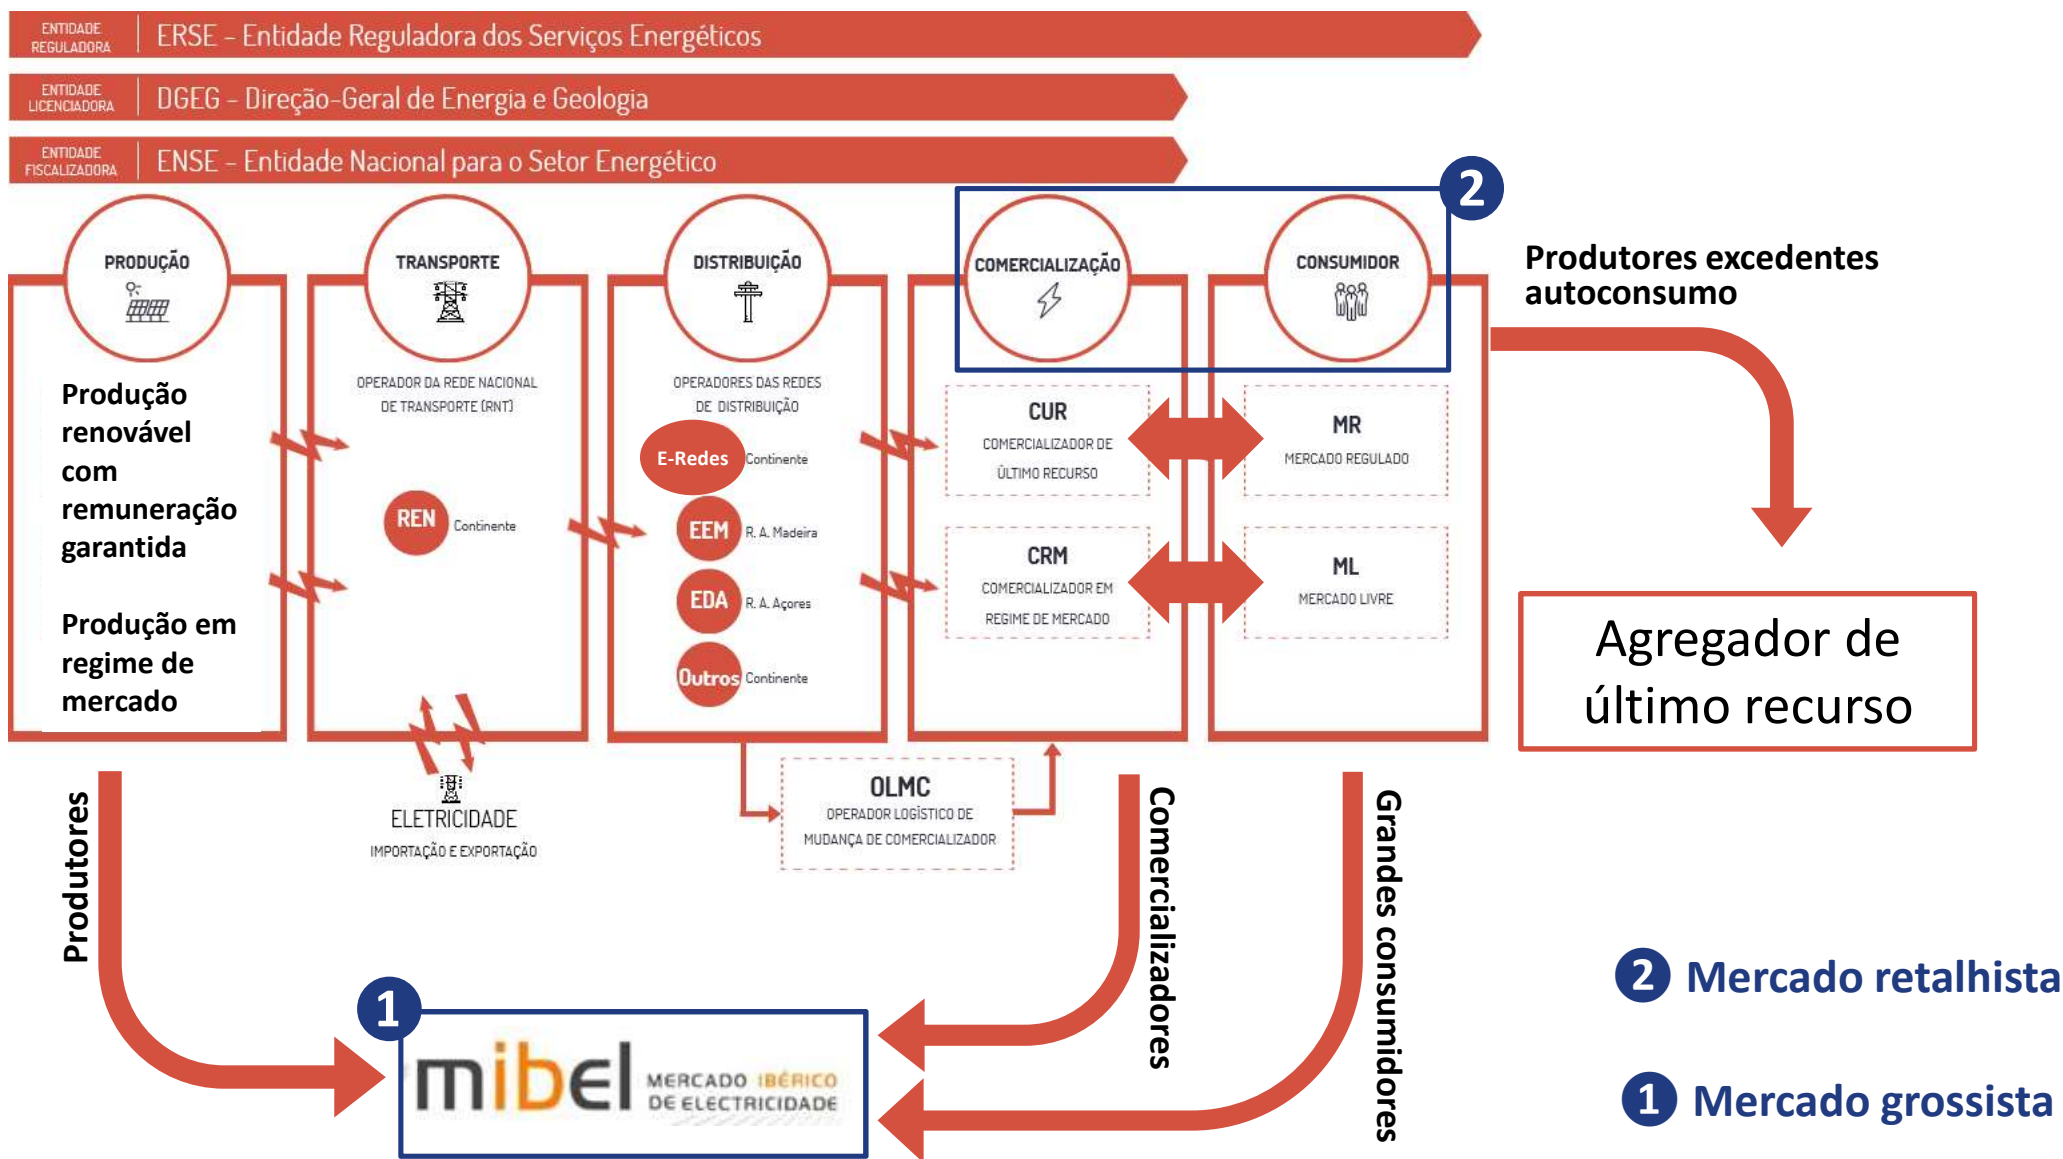 ENTIDADE
REGULADORA
ERSE – Entidade Reguladora dos Serviços Energéticos
ENTIDADE
LICENCIADORA
DGEG – Direção-Geral de Energia e Geologia
ENTIDADE
FISCALIZADORA
ENSE – Entidade Nacional para o Setor Energético
2
PRODUÇÃO
TRANSPORTE
DISTRIBUIÇÃO
COMERCIALIZAÇÃO
CONSUMIDOR
Produtores excedentes
autoconsumo
Produção
renovável
com
remuneração
garantida
Produção em
regime de
mercado
OPERADOR DA REDE NACIONAL
DE TRANSPORTE (RNT)
REN Continente
OPERADORES DAS REDES
DE DISTRIBUIÇÃO
E-Redes Continente
EEM R. A. Madeira
EDA R. A. Açores
Outros Continente
CUR
COMERCIALIZADOR DE
ÚLTIMO RECURSO
CRM
COMERCIALIZADOR EM
REGIME DE MERCADO
MR
MERCADO REGULADO
ML
MERCADO LIVRE
Agregador de
último recurso
ELETRICIDADE
IMPORTAÇÃO E EXPORTAÇÃO
OLMC
OPERADOR LOGÍSTICO DE
MUDANÇA DE COMERCIALIZADOR
Produtores
Comercializadores
Grandes consumidores
1
mibel
MERCADO IBÉRICO
DE ELECTRICIDADE
2 Mercado retalhista
1 Mercado grossista